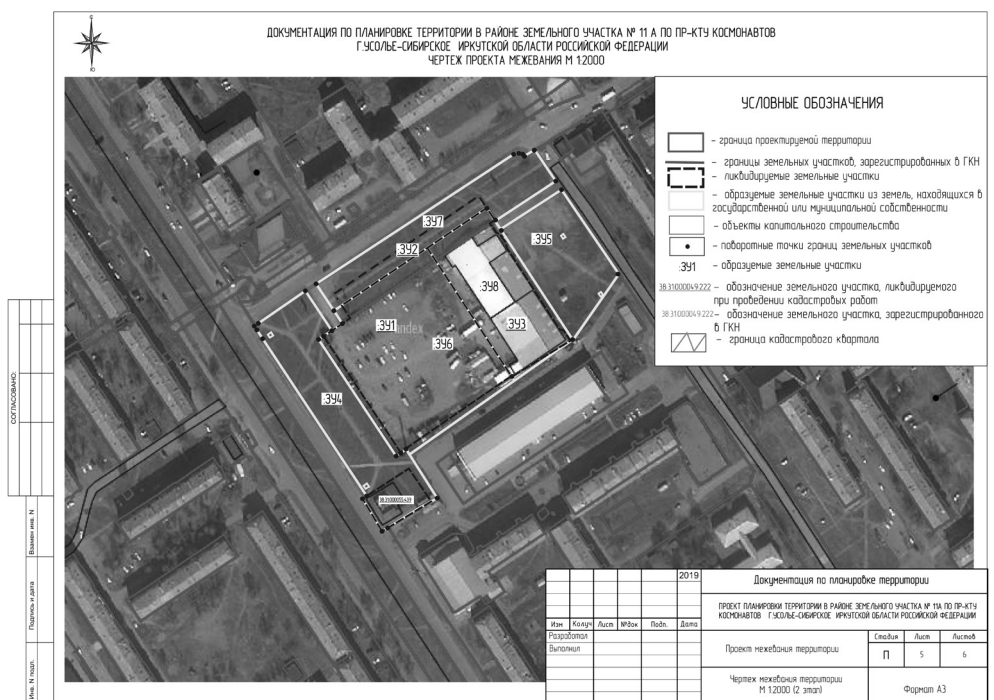 ДОКУМЕНТАЦИЯ ПО ПЛАНИРОВКЕ ТЕРРИТОРИИ В РАЙОНЕ ЗЕМЕЛЬНОГО УЧАСТКА № 11 А ПО ПР-КТУ КОСМОНАВТОВ
Г.УСОЛЬЕ-СИБИРСКОЕ ИРКУТСКОЙ ОБЛАСТИ РОССИЙСКОЙ ФЕДЕРАЦИИ
ЧЕРТЕЖ ПРОЕКТА МЕЖЕВАНИЯ М 1:2000
С
Ю
УСЛОВНЫЕ ОБОЗНАЧЕНИЯ
– граница проектируемой территории
– границы земельных участков, зарегистрированных в ГКН
– ликвидируемые земельные участки
– образуемые земельные участки из земель, находящихся в
государственной или муниципальной собственности
– объекты капитального строительства
– поворотные точки границ земельных участков
:ЗУ1 – образуемые земельные участки
38:31:000049:222 – обозначение земельного участка, ликвидируемого
при проведении кадастровых работ
38:31:000049:222 – обозначение земельного участка, зарегистрированного
в ГКН
– граница кадастрового квартала
:ЗУ7
:ЗУ2
:ЗУ5
:ЗУ8
:ЗУ1
:ЗУ3
:ЗУ6
:ЗУ4
СОГЛАСОВАНО:
Взамен инв. N
Подпись и дата
Инв. N подл.
2019
Изм Колуч Лист №док Подп. Дата
Разработал
Выполнил
Документация по планировке территории
ПРОЕКТ ПЛАНИРОВКИ ТЕРРИТОРИИ В РАЙОНЕ ЗЕМЕЛЬНОГО УЧАСТКА № 11А ПО ПР-КТУ
КОСМОНАВТОВ Г.УСОЛЬЕ-СИБИРСКОЕ ИРКУТСКОЙ ОБЛАСТИ РОССИЙСКОЙ ФЕДЕРАЦИИ
Проект межевания территории
Стадия Лист Листов
П 5 6
Чертеж межевания территории
М 1:2000 (2 этап)
Формат А3